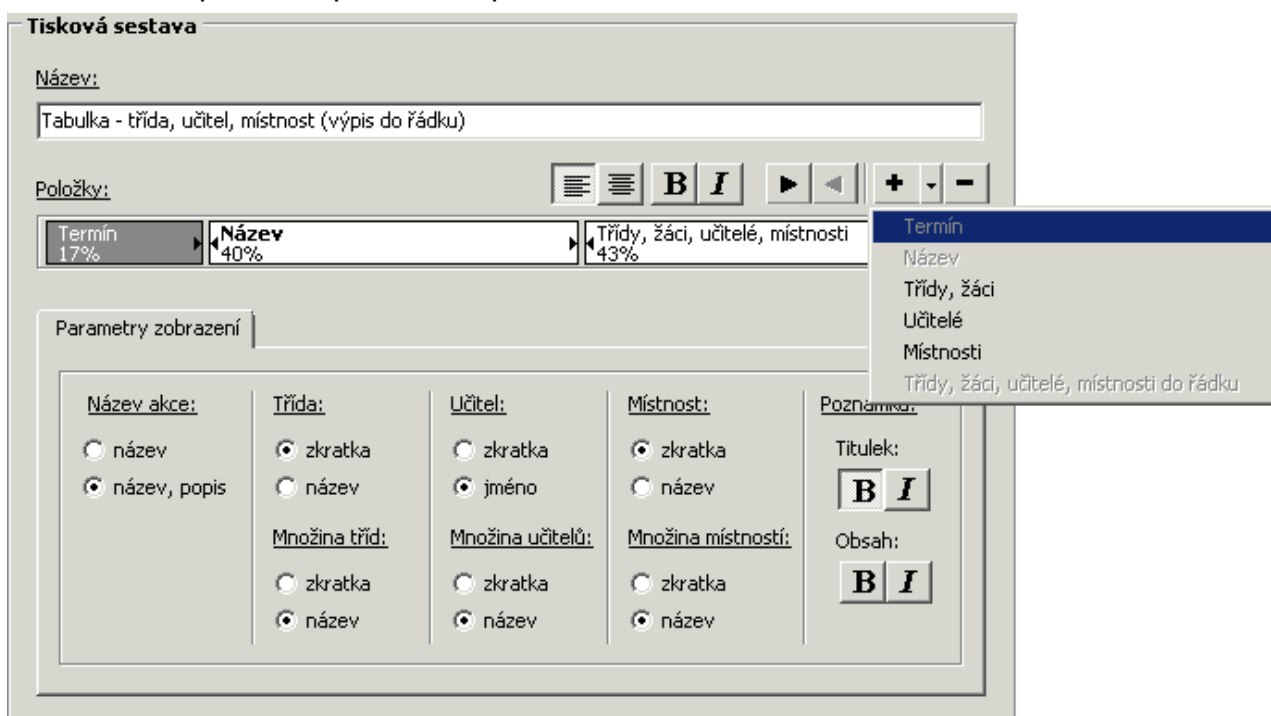 Tisková sestava
Název:
Tabulka - třída, učitel, místnost (výpis do řádku)
Položky:
B I
Termín
17%
Název
40%
Třídy, žáci, učitelé, místnosti
43%
Termín
Název
Třídy, žáci
Učitelé
Místnosti
Třídy, žáci, učitelé, místnosti do řádku
Parametry zobrazení
Název akce:
název
název, popis
Třída:
zkratka
název
Množina tříd:
zkratka
název
Učitel:
zkratka
jméno
Množina učitelů:
zkratka
název
Místnost:
zkratka
název
Množina místností:
zkratka
název
Poznámka:
Titulek:
B I
Obsah:
B I